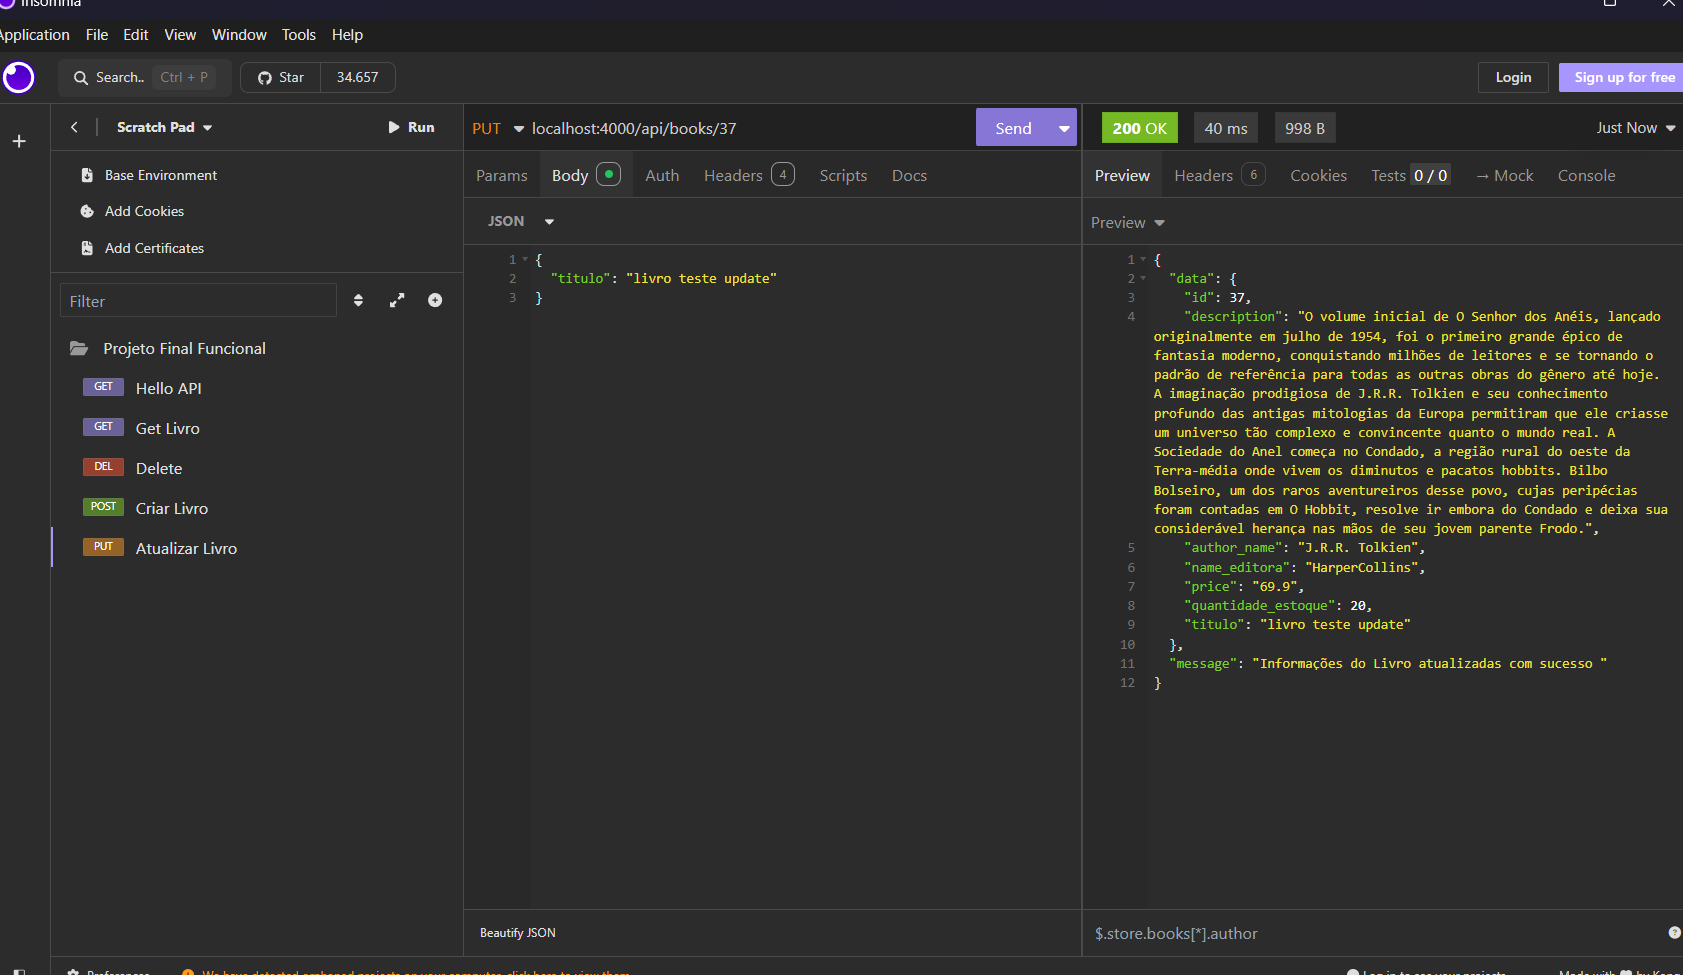 Insomnia
Application File Edit View Window Tools Help
Search.. Ctrl + P Star 34.657 Login Sign up for free
Scratch Pad Run
Base Environment
Add Cookies
Add Certificates
Filter
Projeto Final Funcional
GET Hello API
GET Get Livro
DEL Delete
POST Criar Livro
PUT Atualizar Livro
PUT localhost:4000/api/books/37 Send
Params Body Auth Headers 4 Scripts Docs
JSON
1 {
2 "titulo": "livro teste update"
3 }
Beautify JSON
200 OK 40 ms 998 B Just Now
Preview Headers 6 Cookies Tests 0 / 0 → Mock Console
Preview
1 {
2 "data": {
3 "id": 37,
4 "description": "O volume inicial de O Senhor dos Anéis, lançado
originalmente em julho de 1954, foi o primeiro grande épico de
fantasia moderno, conquistando milhões de leitores e se tornando o
padrão de referência para todas as outras obras do gênero até hoje.
A imaginação prodigiosa de J.R.R. Tolkien e seu conhecimento
profundo das antigas mitologias da Europa permitiram que ele criasse
um universo tão complexo e convincente quanto o mundo real. A
Sociedade do Anel começa no Condado, a região rural do oeste da
Terra-média onde vivem os diminutos e pacatos hobbits. Bilbo
Bolseiro, um dos raros aventureiros desse povo, cujas peripécias
foram contadas em O Hobbit, resolve ir embora do Condado e deixa sua
considerável herança nas mãos de seu jovem parente Frodo.",
5 "author_name": "J.R.R. Tolkien",
6 "name_editora": "HarperCollins",
7 "price": "69.9",
8 "quantidade_estoque": 20,
9 "titulo": "livro teste update"
10 },
11 "message": "Informações do Livro atualizadas com sucesso "
12 }
$.store.books[*].author
Preferences We have detected orphaned projects on your computer, click here to view them. Log in to see your projects Made with by Kong